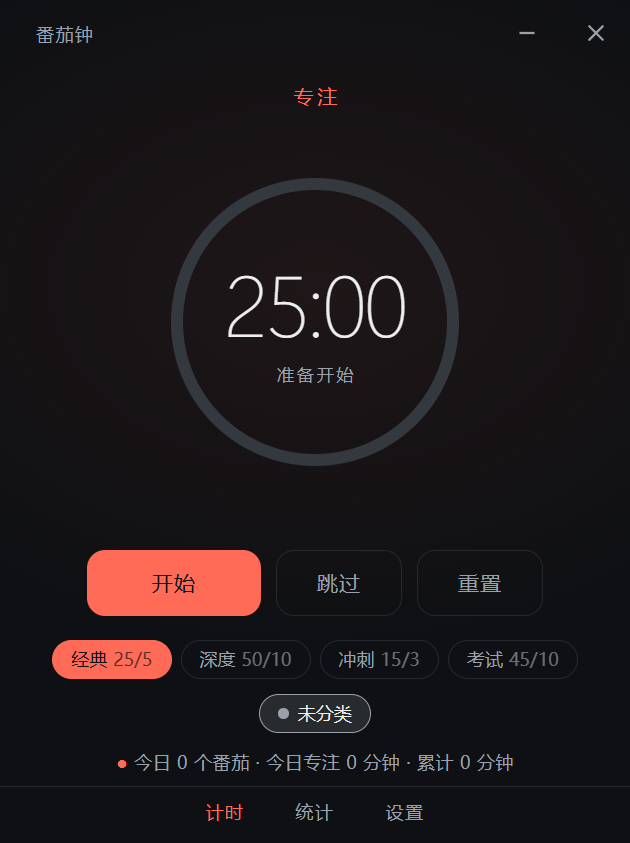 番茄钟
专注
25:00
准备开始
开始 跳过 重置
经典 25/5 深度 50/10 冲刺 15/3 考试 45/10
未分类
今日 0 个番茄 · 今日专注 0 分钟 · 累计 0 分钟
计时 统计 设置